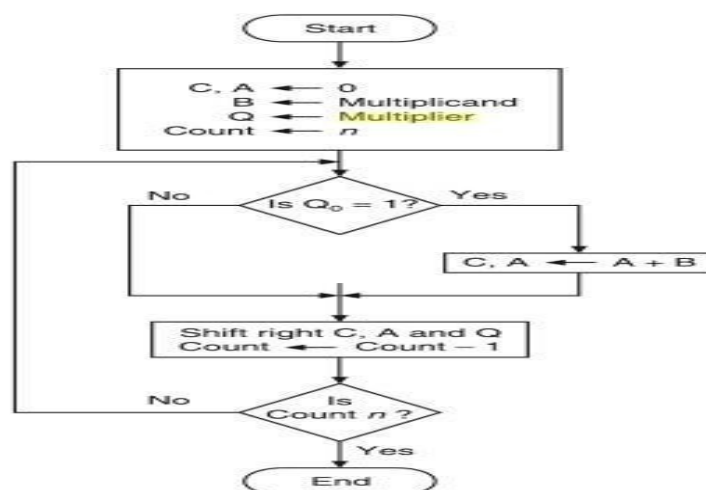 Start
C, A ← 0
B ← Multiplicand
Q ← Multiplier
Count ← n
No
Is Q₀ = 1?
Yes
C, A ← A + B
Shift right C, A and Q
Count ← Count − 1
No
Is
Count n ?
Yes
End